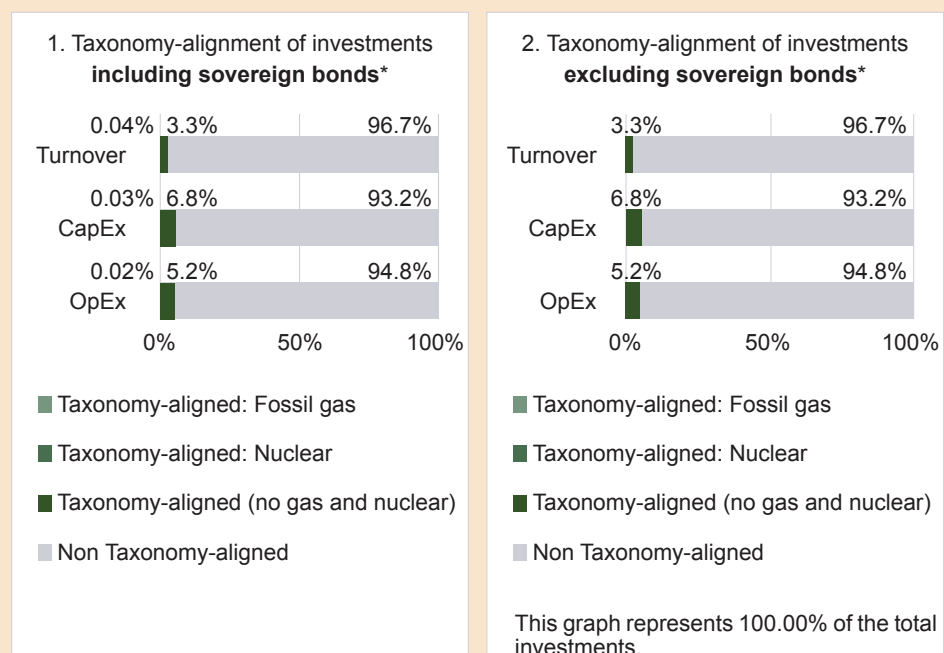 1. Taxonomy-alignment of investments
including sovereign bonds*
0.04% 3.3% 96.7%
Turnover
0.03% 6.8% 93.2%
CapEx
0.02% 5.2% 94.8%
OpEx
0% 50% 100%
Taxonomy-aligned: Fossil gas
Taxonomy-aligned: Nuclear
Taxonomy-aligned (no gas and nuclear)
Non Taxonomy-aligned
2. Taxonomy-alignment of investments
excluding sovereign bonds*
3.3% 96.7%
Turnover
6.8% 93.2%
CapEx
5.2% 94.8%
OpEx
0% 50% 100%
Taxonomy-aligned: Fossil gas
Taxonomy-aligned: Nuclear
Taxonomy-aligned (no gas and nuclear)
Non Taxonomy-aligned
This graph represents 100.00% of the total
investments.